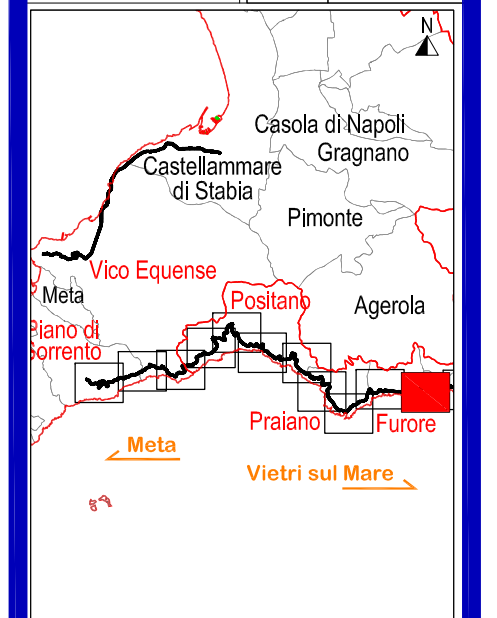 N
Casola di Napoli
Gragnano
Castellammare
di Stabia
Pimonte
Vico Equense
Meta
Positano
Agerola
Piano di
Sorrento
Praiano
Furore
Meta
Vietri sul Mare